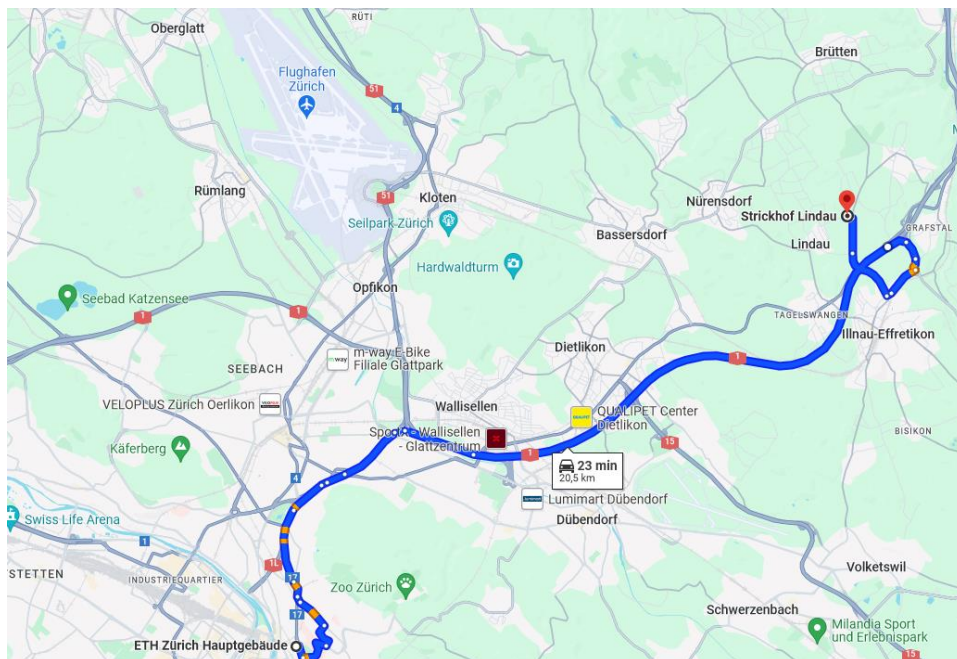 RÜTI
Oberglatt
Brütten
Flughafen
Zürich
51
4
Rümlang
51
Kloten
Seilpark-Zürich
Nürensdorf
Strickhof Lindau
GRAFSTAL
Bassersdorf
Lindau
Hardwaldturm
Opfikon
Seebad Katzensee
1
1
TAGELSWANGEN
Illnau-Effretikon
m-way
m-way E-Bike
Filiale Glattpark
SEEBACH
Dietlikon
1
VELOPLUS Zürich Oerlikon
Wallisellen
QUALIPET
QUALIPET Center
Dietlikon
BISIKON
Käferberg
- Wallisellen
- Glattzentrum
15
1
23 min
20,5 km
4
Lumimart Dübendorf
Swiss Life Arena
Dübendorf
1
1L
TSTETTEN
INDUSTRIEQUARTIER
17
Zoo Zürich
Volketswil
17
Schwerzenbach
ETH Zürich Hauptgebäude
Milandia Sport
und Erlebnispark
15